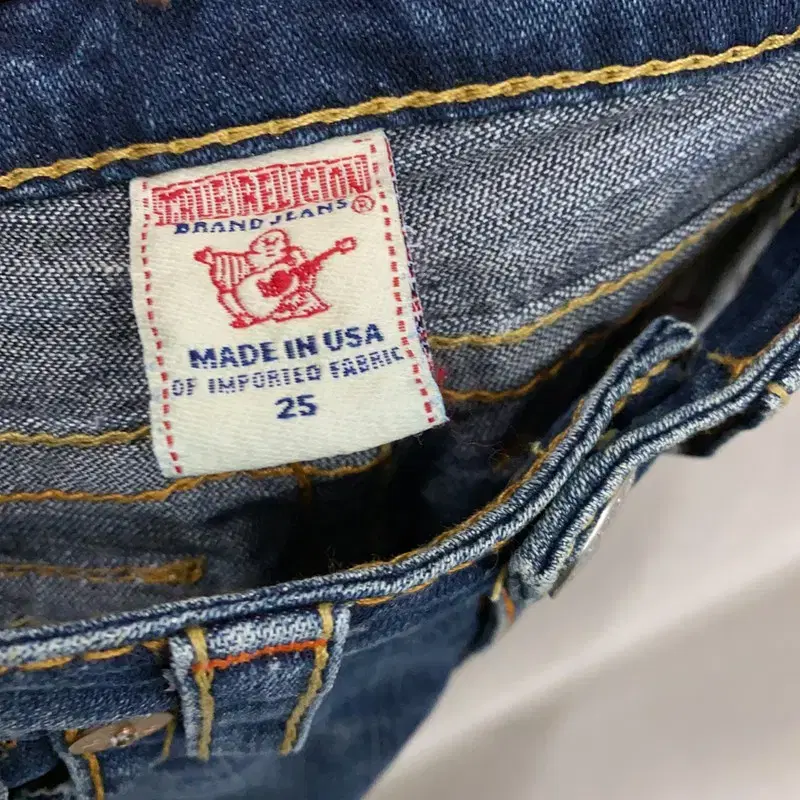 TRUE RELIGION
BRAND JEANS ®
MADE IN USA
OF IMPORTED FABRIC
25